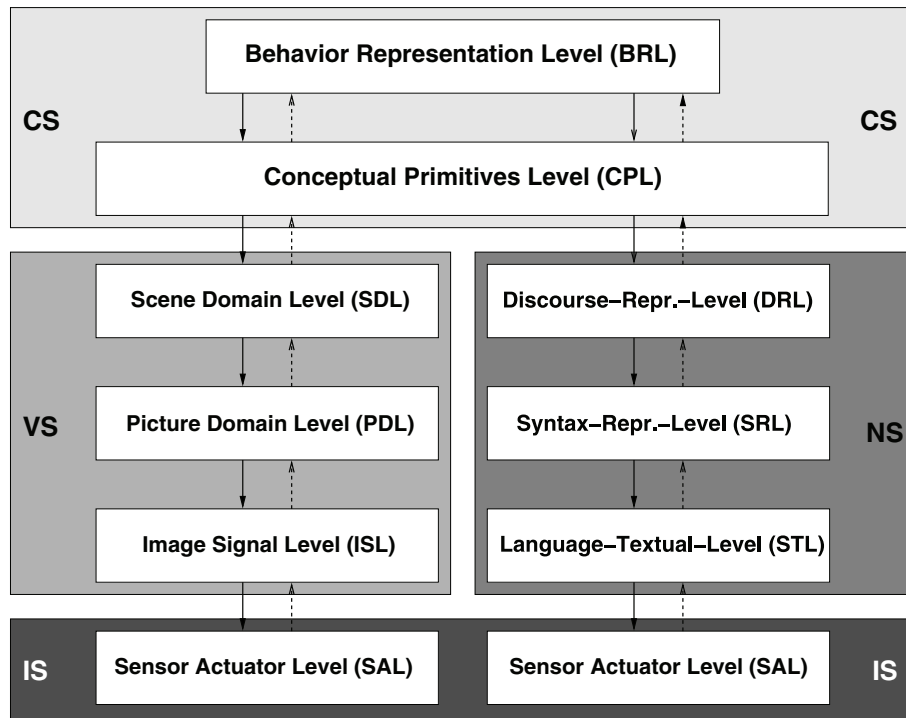 Behavior Representation Level (BRL)
CS
CS
Conceptual Primitives Level (CPL)
Scene Domain Level (SDL)
Discourse–Repr.–Level (DRL)
VS
Picture Domain Level (PDL)
Syntax–Repr.–Level (SRL)
NS
Image Signal Level (ISL)
Language–Textual–Level (STL)
IS
Sensor Actuator Level (SAL)
Sensor Actuator Level (SAL)
IS